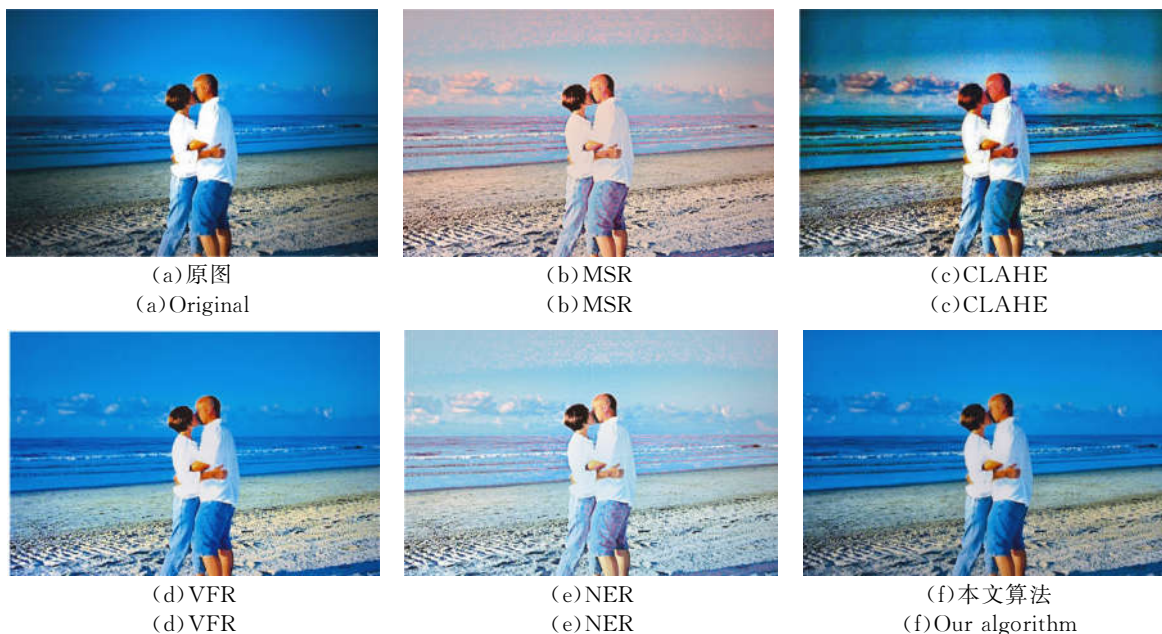 (a)原图
(a)Original
(b)MSR
(b)MSR
(c)CLAHE
(c)CLAHE
(d)VFR
(d)VFR
(e)NER
(e)NER
(f)本文算法
(f)Our algorithm